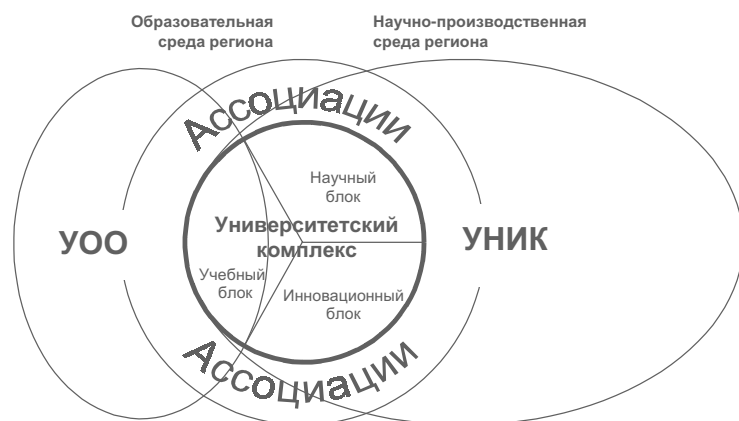 Образовательная
среда региона
Научно-производственная
среда региона
Ассоциации
Научный
блок
Университетский
комплекс
УОО
УНИК
Учебный
блок
Инновационный
блок
Ассоциации